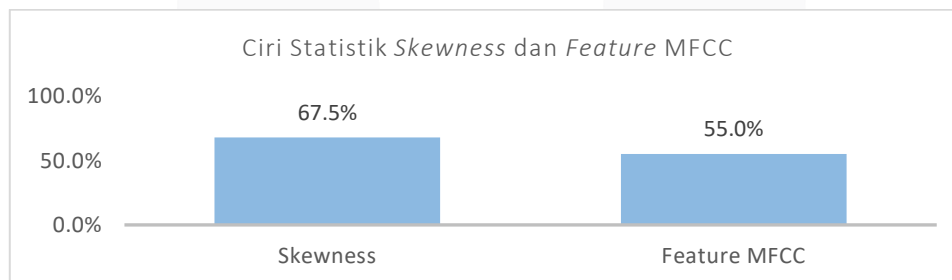 Ciri Statistik Skewness dan Feature MFCC
100.0%
67.5%
55.0%
50.0%
0.0%
Skewness
Feature MFCC